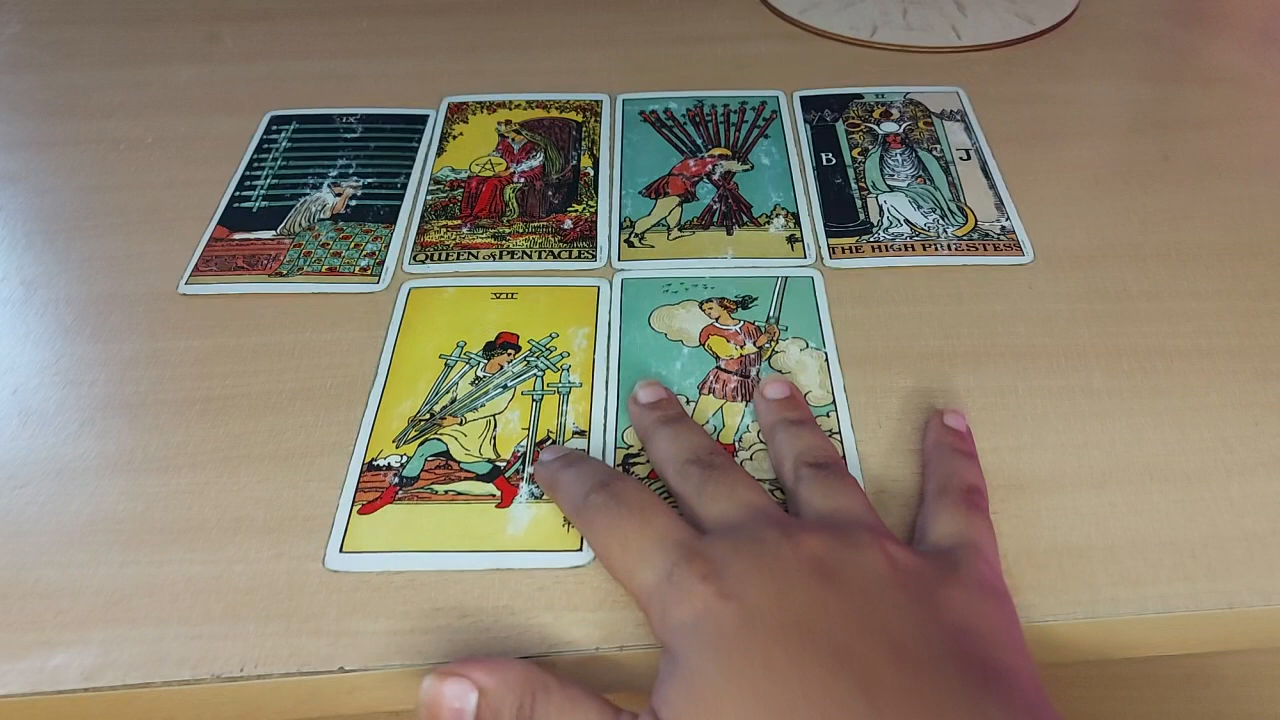 IX
QUEEN of PENTACLES
X
II
B
J
THE HIGH PRIESTESS
VII